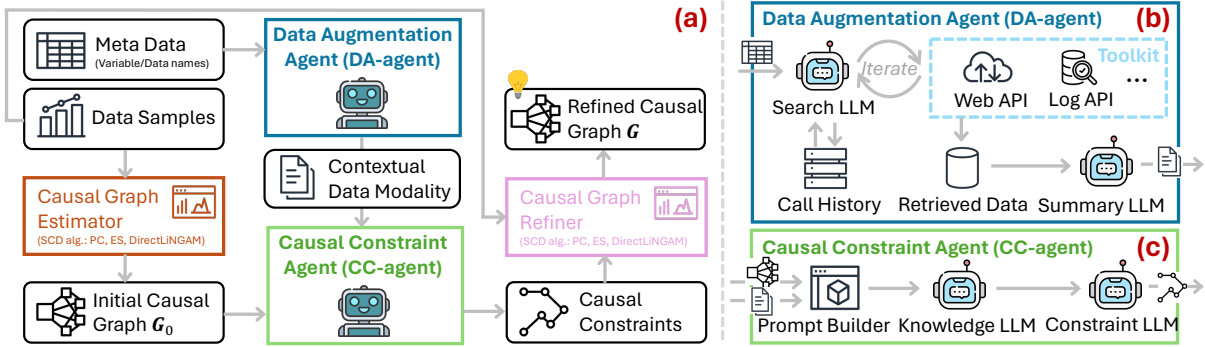 (a)
Meta Data
(Variable/Data names)
Data Samples
Causal Graph
Estimator
(SCD alg.: PC, ES, DirectLiNGAM)
Initial Causal
Graph G₀
Data Augmentation
Agent (DA-agent)
Contextual
Data Modality
Causal Constraint
Agent (CC-agent)
Refined Causal
Graph G
Causal Graph
Refiner
(SCD alg.: PC, ES, DirectLiNGAM)
Causal
Constraints
Data Augmentation Agent (DA-agent)
(b)
Search LLM
Iterate
Toolkit
Web API
Log API
...
Call History
Retrieved Data
Summary LLM
Causal Constraint Agent (CC-agent)
(c)
Prompt Builder
Knowledge LLM
Constraint LLM